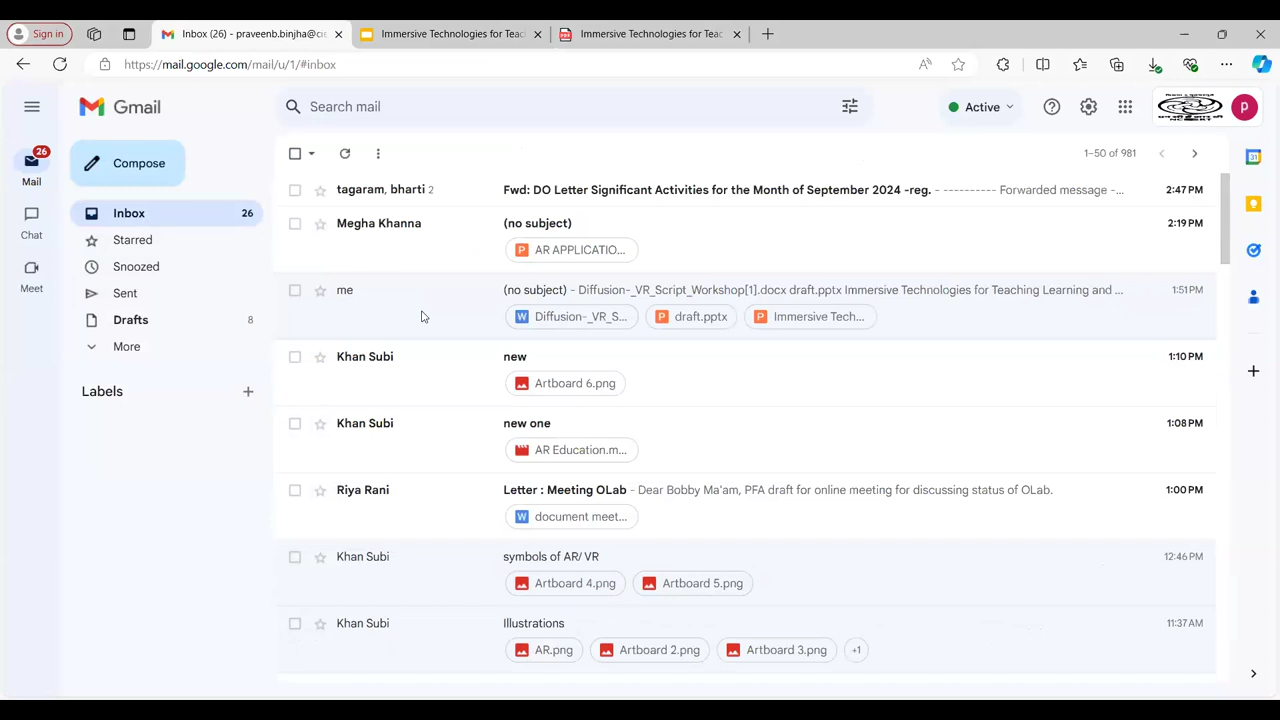 Sign in
Inbox (26) - praveenb.binjha@cie
Immersive Technologies for Teac
Immersive Technologies for Teac
https://mail.google.com/mail/u/1/#inbox
Gmail
Search mail
Active
p
26
Mail
Chat
Meet
Compose
Inbox 26
Starred
Snoozed
Sent
Drafts 8
More
Labels
1–50 of 981
tagaram, bharti 2 Fwd: DO Letter Significant Activities for the Month of September 2024 -reg. - ---------- Forwarded message -... 2:47 PM
Megha Khanna (no subject) 2:19 PM
AR APPLICATIO...
me (no subject) - Diffusion-_VR_Script_Workshop[1].docx draft.pptx Immersive Technologies for Teaching Learning and ... 1:51 PM
Diffusion-_VR_S... draft.pptx Immersive Tech...
Khan Subi new 1:10 PM
Artboard 6.png
Khan Subi new one 1:08 PM
AR Education.m...
Riya Rani Letter : Meeting OLab - Dear Bobby Ma'am, PFA draft for online meeting for discussing status of OLab. 1:00 PM
document meet...
Khan Subi symbols of AR/ VR 12:46 PM
Artboard 4.png Artboard 5.png
Khan Subi Illustrations 11:37 AM
AR.png Artboard 2.png Artboard 3.png +1